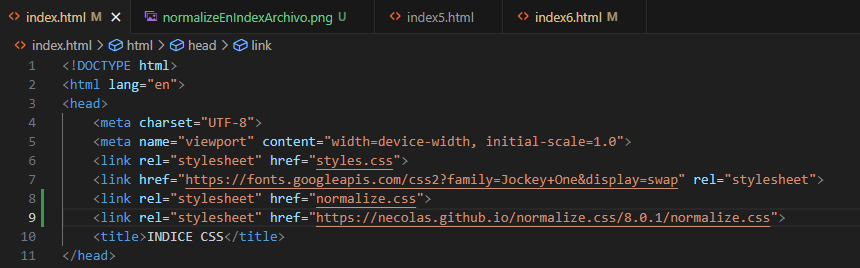 index.html M
normalizeEnIndexArchivo.png U
index5.html
index6.html M
index.html > html > head > link
1 <!DOCTYPE html>
2 <html lang="en">
3 <head>
4 <meta charset="UTF-8">
5 <meta name="viewport" content="width=device-width, initial-scale=1.0">
6 <link rel="stylesheet" href="styles.css">
7 <link href="https://fonts.googleapis.com/css2?family=Jockey+One&display=swap" rel="stylesheet">
8 <link rel="stylesheet" href="normalize.css">
9 <link rel="stylesheet" href="https://necolas.github.io/normalize.css/8.0.1/normalize.css">
10 <title>INDICE CSS</title>
11 </head>